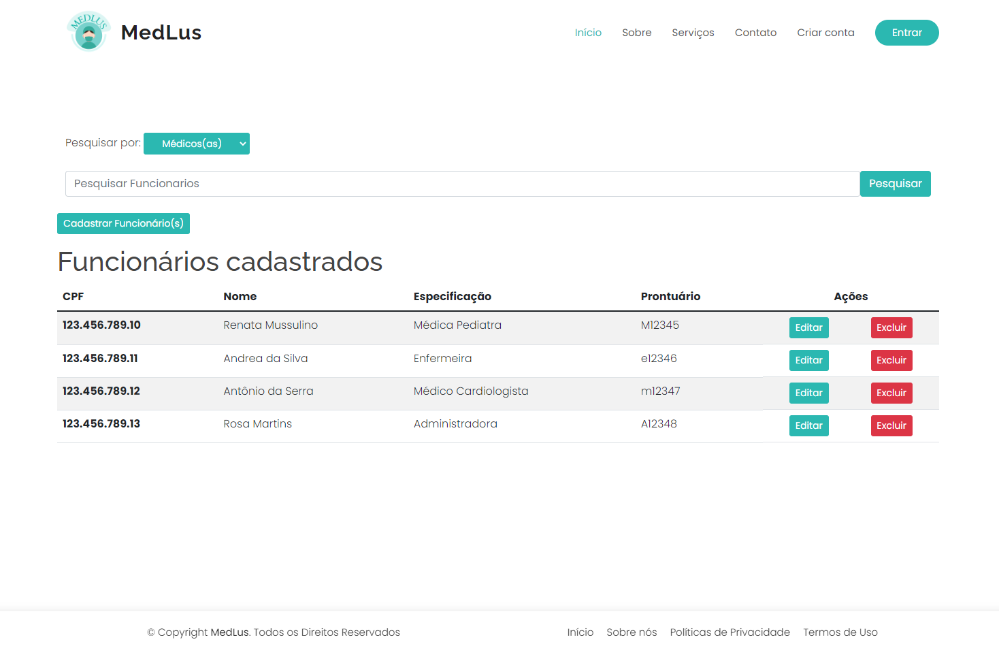 MEDLUS
MedLus
Início Sobre Serviços Contato Criar conta Entrar
Pesquisar por: Médicos(as)
Pesquisar Funcionarios Pesquisar
Cadastrar Funcionário(s)
Funcionários cadastrados
CPF Nome Especificação Prontuário Ações
123.456.789.10 Renata Mussulino Médica Pediatra M12345 Editar Excluir
123.456.789.11 Andrea da Silva Enfermeira e12346 Editar Excluir
123.456.789.12 Antônio da Serra Médico Cardiologista m12347 Editar Excluir
123.456.789.13 Rosa Martins Administradora A12348 Editar Excluir
© Copyright MedLus. Todos os Direitos Reservados Início Sobre nós Políticas de Privacidade Termos de Uso